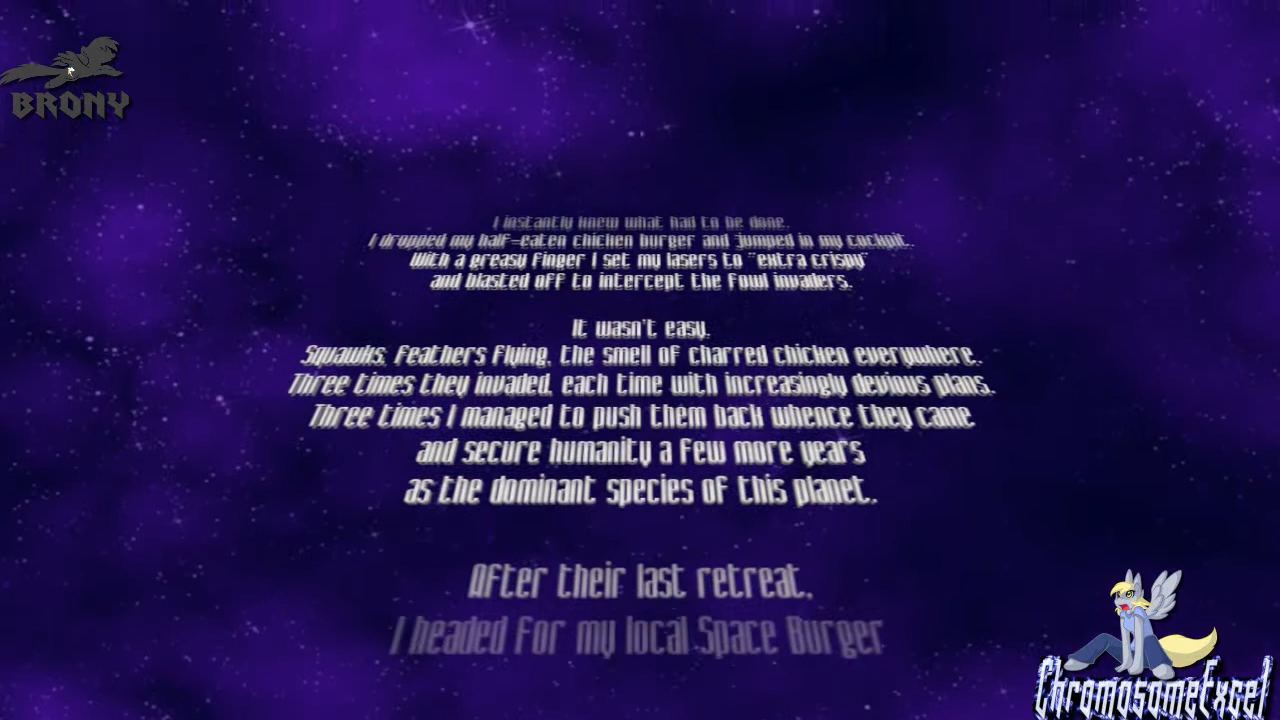 BRONY
I instantly knew what had to be done.
I dropped my half-eaten chicken burger and jumped in my cockpit.
With a greasy finger I set my lasers to "extra crispy"
and blasted off to intercept the fowl invaders.
It wasn't easy.
Squawks, feathers flying, the smell of charred chicken everywhere.
Three times they invaded, each time with increasingly devious plans.
Three times I managed to push them back whence they came
and secure humanity a few more years
as the dominant species of this planet.
After their last retreat,
I headed for my local Space Burger
ChromosomeExcel